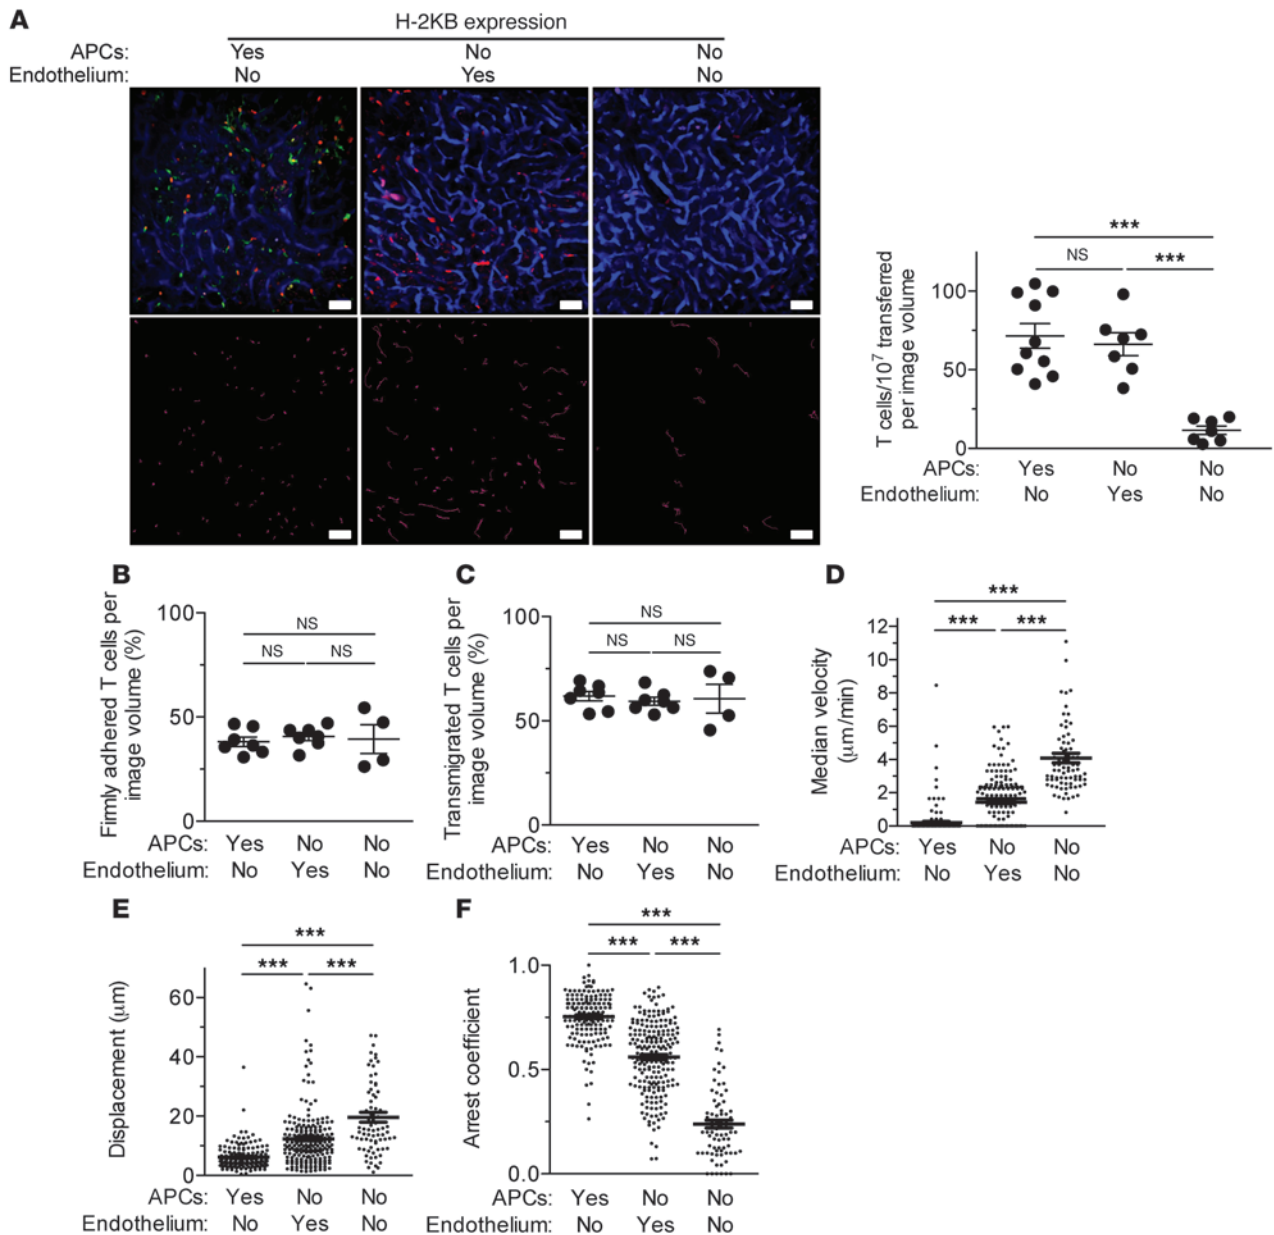 A
H-2KB expression
APCs: Yes No No
Endothelium: No Yes No
T cells/10⁷ transferred
per image volume
100
50
0
***
NS
***
APCs: Yes No No
Endothelium: No Yes No
B
Firmly adhered T cells per
image volume (%)
100
50
0
NS
NS NS
APCs: Yes No No
Endothelium: No Yes No
C
Transmigrated T cells per
image volume (%)
100
50
0
NS
NS NS
APCs: Yes No No
Endothelium: No Yes No
D
Median velocity
(μm/min)
12
10
8
6
4
2
0
***
*** ***
APCs: Yes No No
Endothelium: No Yes No
E
Displacement (μm)
60
40
20
0
***
*** ***
APCs: Yes No No
Endothelium: No Yes No
F
Arrest coefficient
1.0
0.5
0.0
***
*** ***
APCs: Yes No No
Endothelium: No Yes No